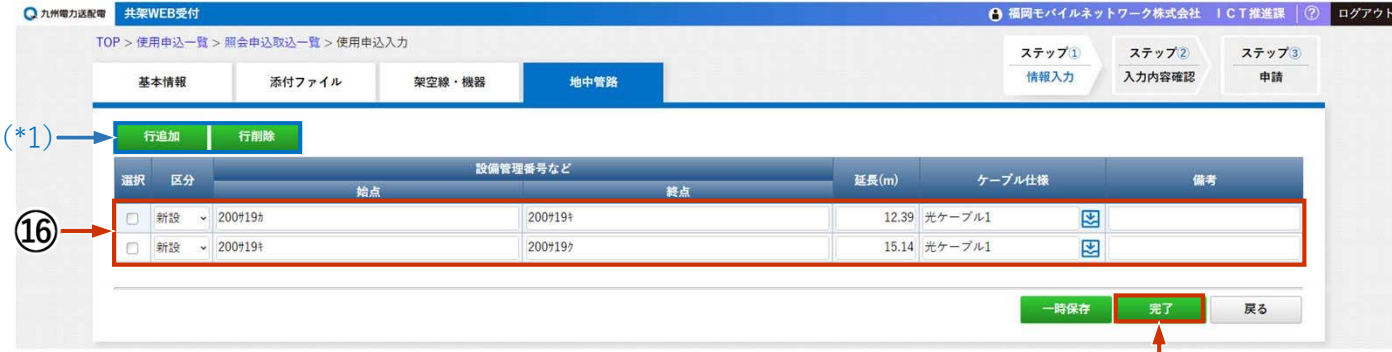 九州電力送配電 共架WEB受付 福岡モバイルネットワーク株式会社 ICT推進課 ? ログアウト
TOP > 使用申込一覧 > 照会申込取込一覧 > 使用申込入力
ステップ① ステップ② ステップ③
情報入力 入力内容確認 申請
基本情報 添付ファイル 架空線・機器 地中管路
(*1) 行追加 行削除
選択 区分 設備管理番号など 延長(m) ケーブル仕様 備考
始点 終点
⑯
新設 200ｻ19ｶ 200ｻ19ｷ 12.39 光ケーブル1
新設 200ｻ19ｷ 200ｻ19ｸ 15.14 光ケーブル1
一時保存 完了 戻る